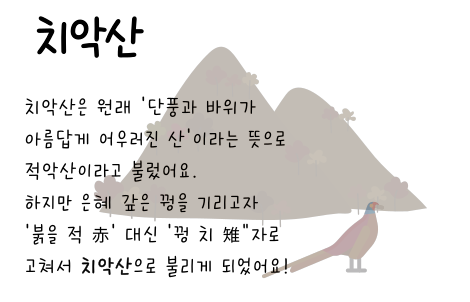 치악산
치악산은 원래 '단풍과 바위가
아름답게 어우러진 산'이라는 뜻으로
적악산이라고 불렀어요.
하지만 은혜 갚은 꿩을 기리고자
'붉을 적 赤' 대신 '꿩 치 雉"자로
고쳐서 치악산으로 불리게 되었어요!